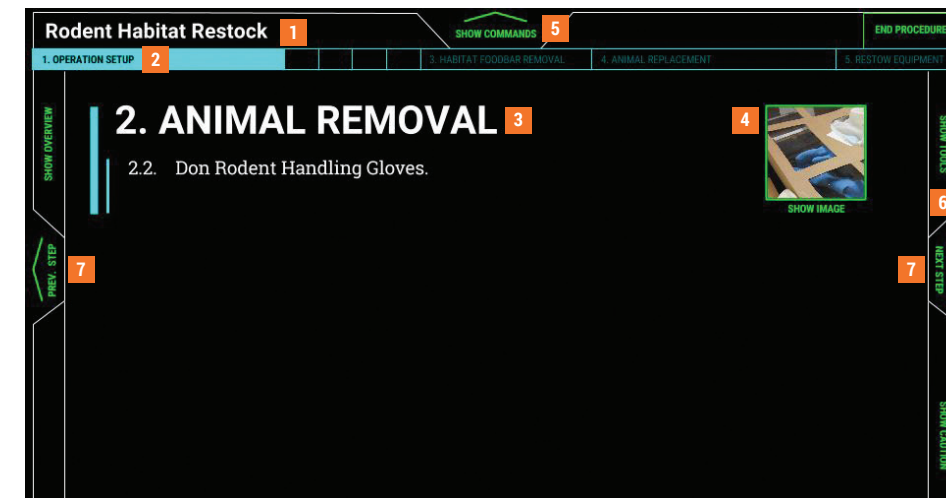 Rodent Habitat Restock 1
SHOW COMMANDS 5
END PROCEDURE
1. OPERATION SETUP 2
3. HABITAT FOODBAR REMOVAL
4. ANIMAL REPLACEMENT
5. RESTOW EQUIPMENT
SHOW OVERVIEW
2. ANIMAL REMOVAL 3
4
SHOW TOOLS
2.2. Don Rodent Handling Gloves.
SHOW IMAGE
6
PREV. STEP
7
7
NEXT STEP
SHOW CAUTION